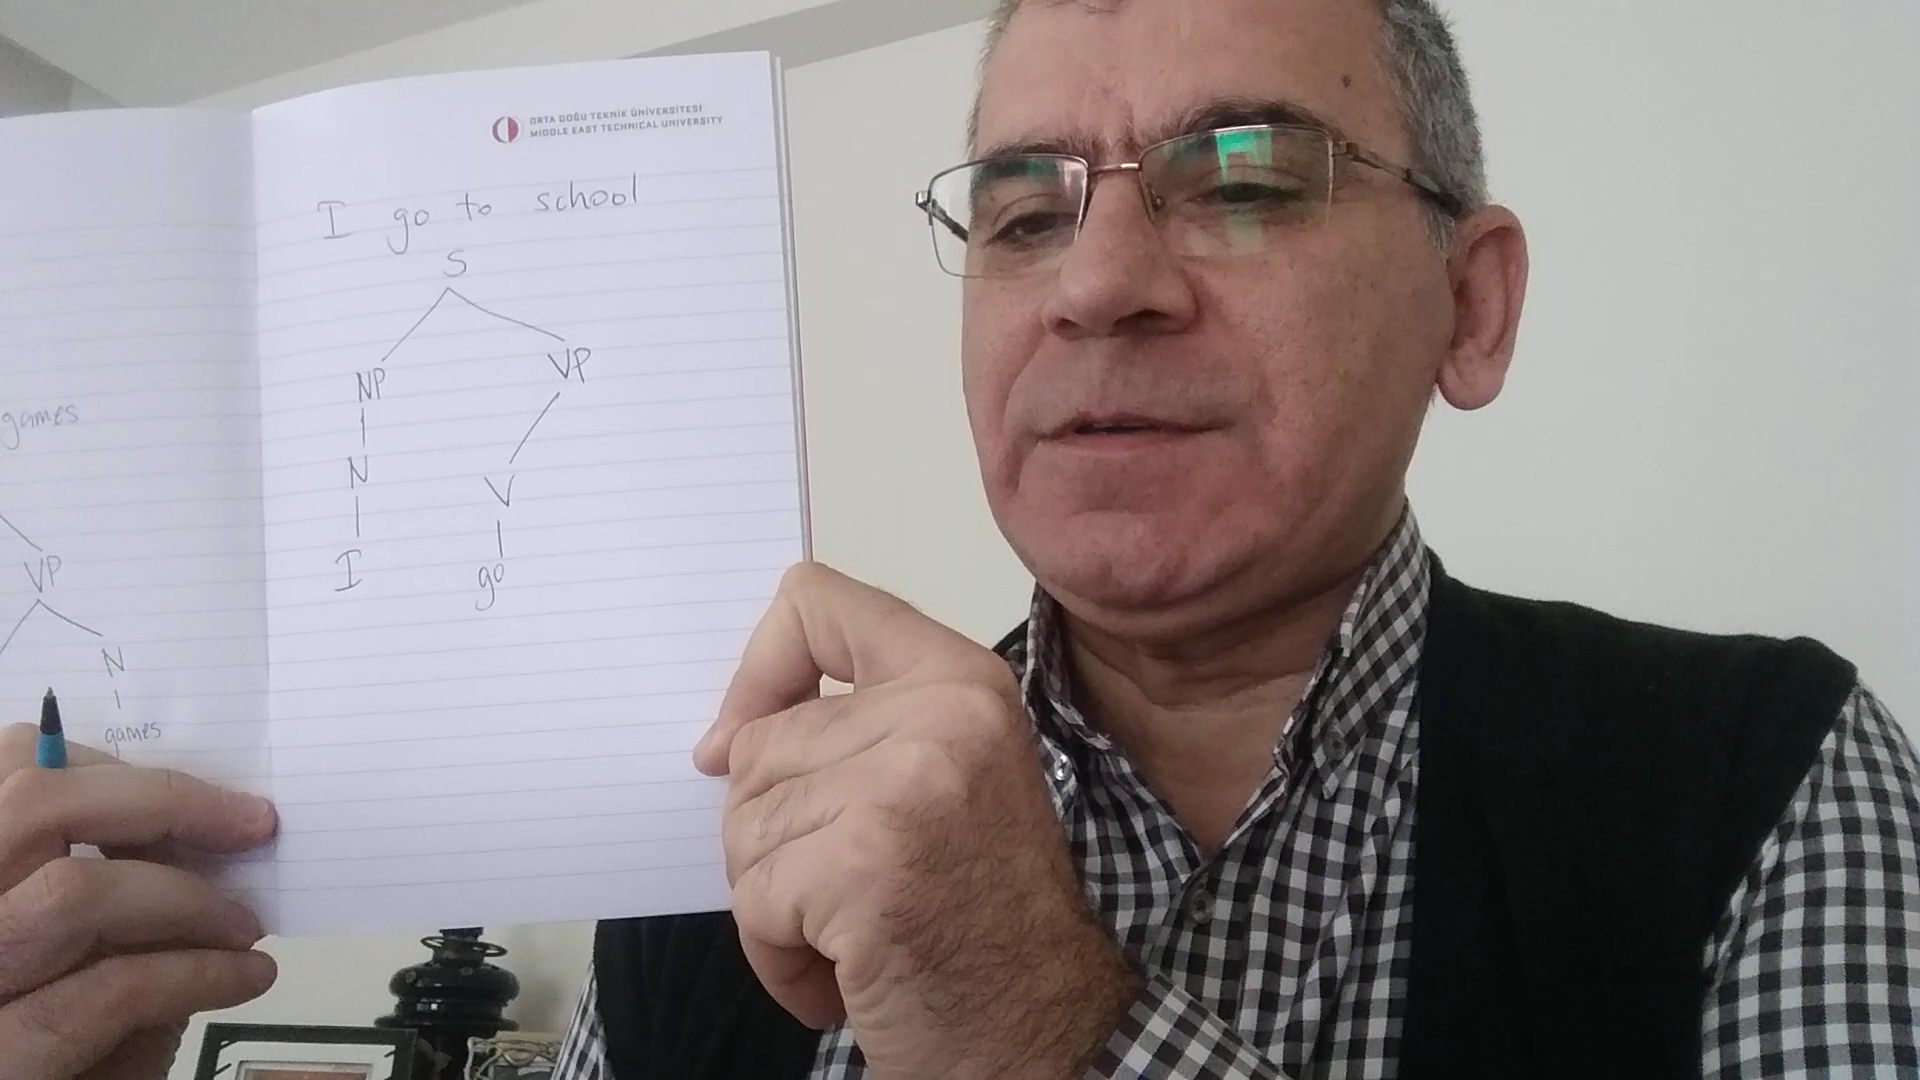 games
VP
N
games
ORTA DOĞU TEKNİK ÜNİVERSİTESİ
MIDDLE EAST TECHNICAL UNIVERSITY
I go to school
S
NP VP
N V
I go